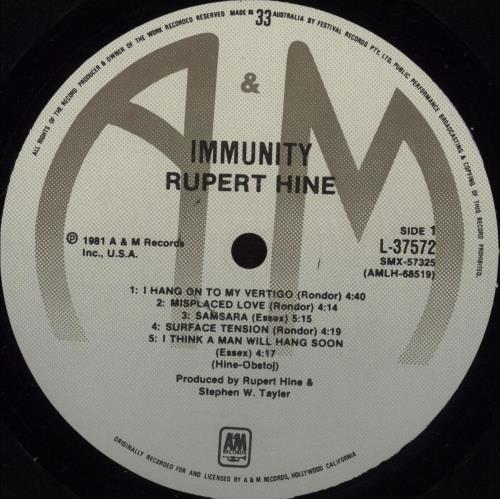 ALL RIGHTS OF THE RECORD PRODUCER & OWNER OF THE WORK RECORDED RESERVED MADE IN 33 AUSTRALIA BY FESTIVAL RECORDS PTY. LTD. PUBLIC PERFORMANCE BROADCASTING & COPYING OF THIS RECORD PROHIBITED.
A & M
IMMUNITY
RUPERT HINE
Ⓟ 1981 A & M Records
Inc., U.S.A.
SIDE 1
L-37572
SMX-57325
(AMLH-68519)
1: I HANG ON TO MY VERTIGO (Rondor) 4:40
2: MISPLACED LOVE (Rondor) 4:14
3: SAMSARA (Essex) 5:15
4: SURFACE TENSION (Rondor) 4:19
5: I THINK A MAN WILL HANG SOON
(Essex) 4:17
(Hine-Obstoj)
Produced by Rupert Hine &
Stephen W. Tayler
A&M
RECORDS
ORIGINALLY RECORDED FOR AND LICENSED BY A & M RECORDS, HOLLYWOOD CALIFORNIA